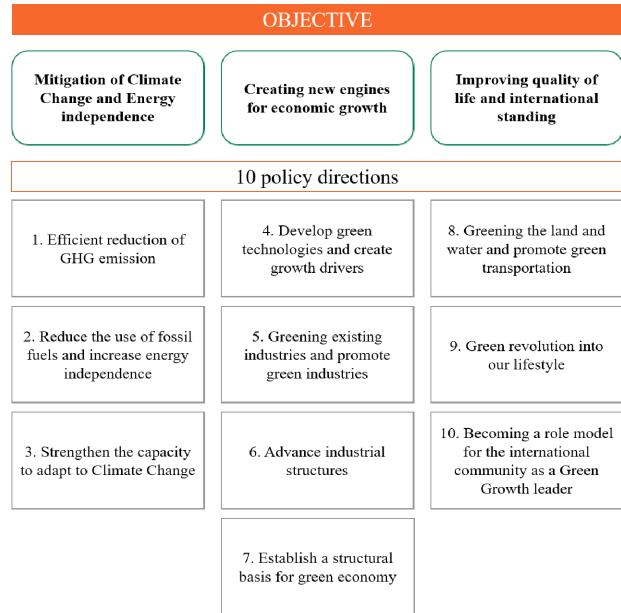 OBJECTIVE
Mitigation of Climate
Change and Energy
independence
Creating new engines
for economic growth
Improving quality of
life and international
standing
10 policy directions
1. Efficient reduction of
GHG emission
2. Reduce the use of fossil
fuels and increase energy
independence
3. Strengthen the capacity
to adapt to Climate Change
4. Develop green
technologies and create
growth drivers
5. Greening existing
industries and promote
green industries
6. Advance industrial
structures
7. Establish a structural
basis for green economy
8. Greening the land and
water and promote green
transportation
9. Green revolution into
our lifestyle
10. Becoming a role model
for the international
community as a Green
Growth leader